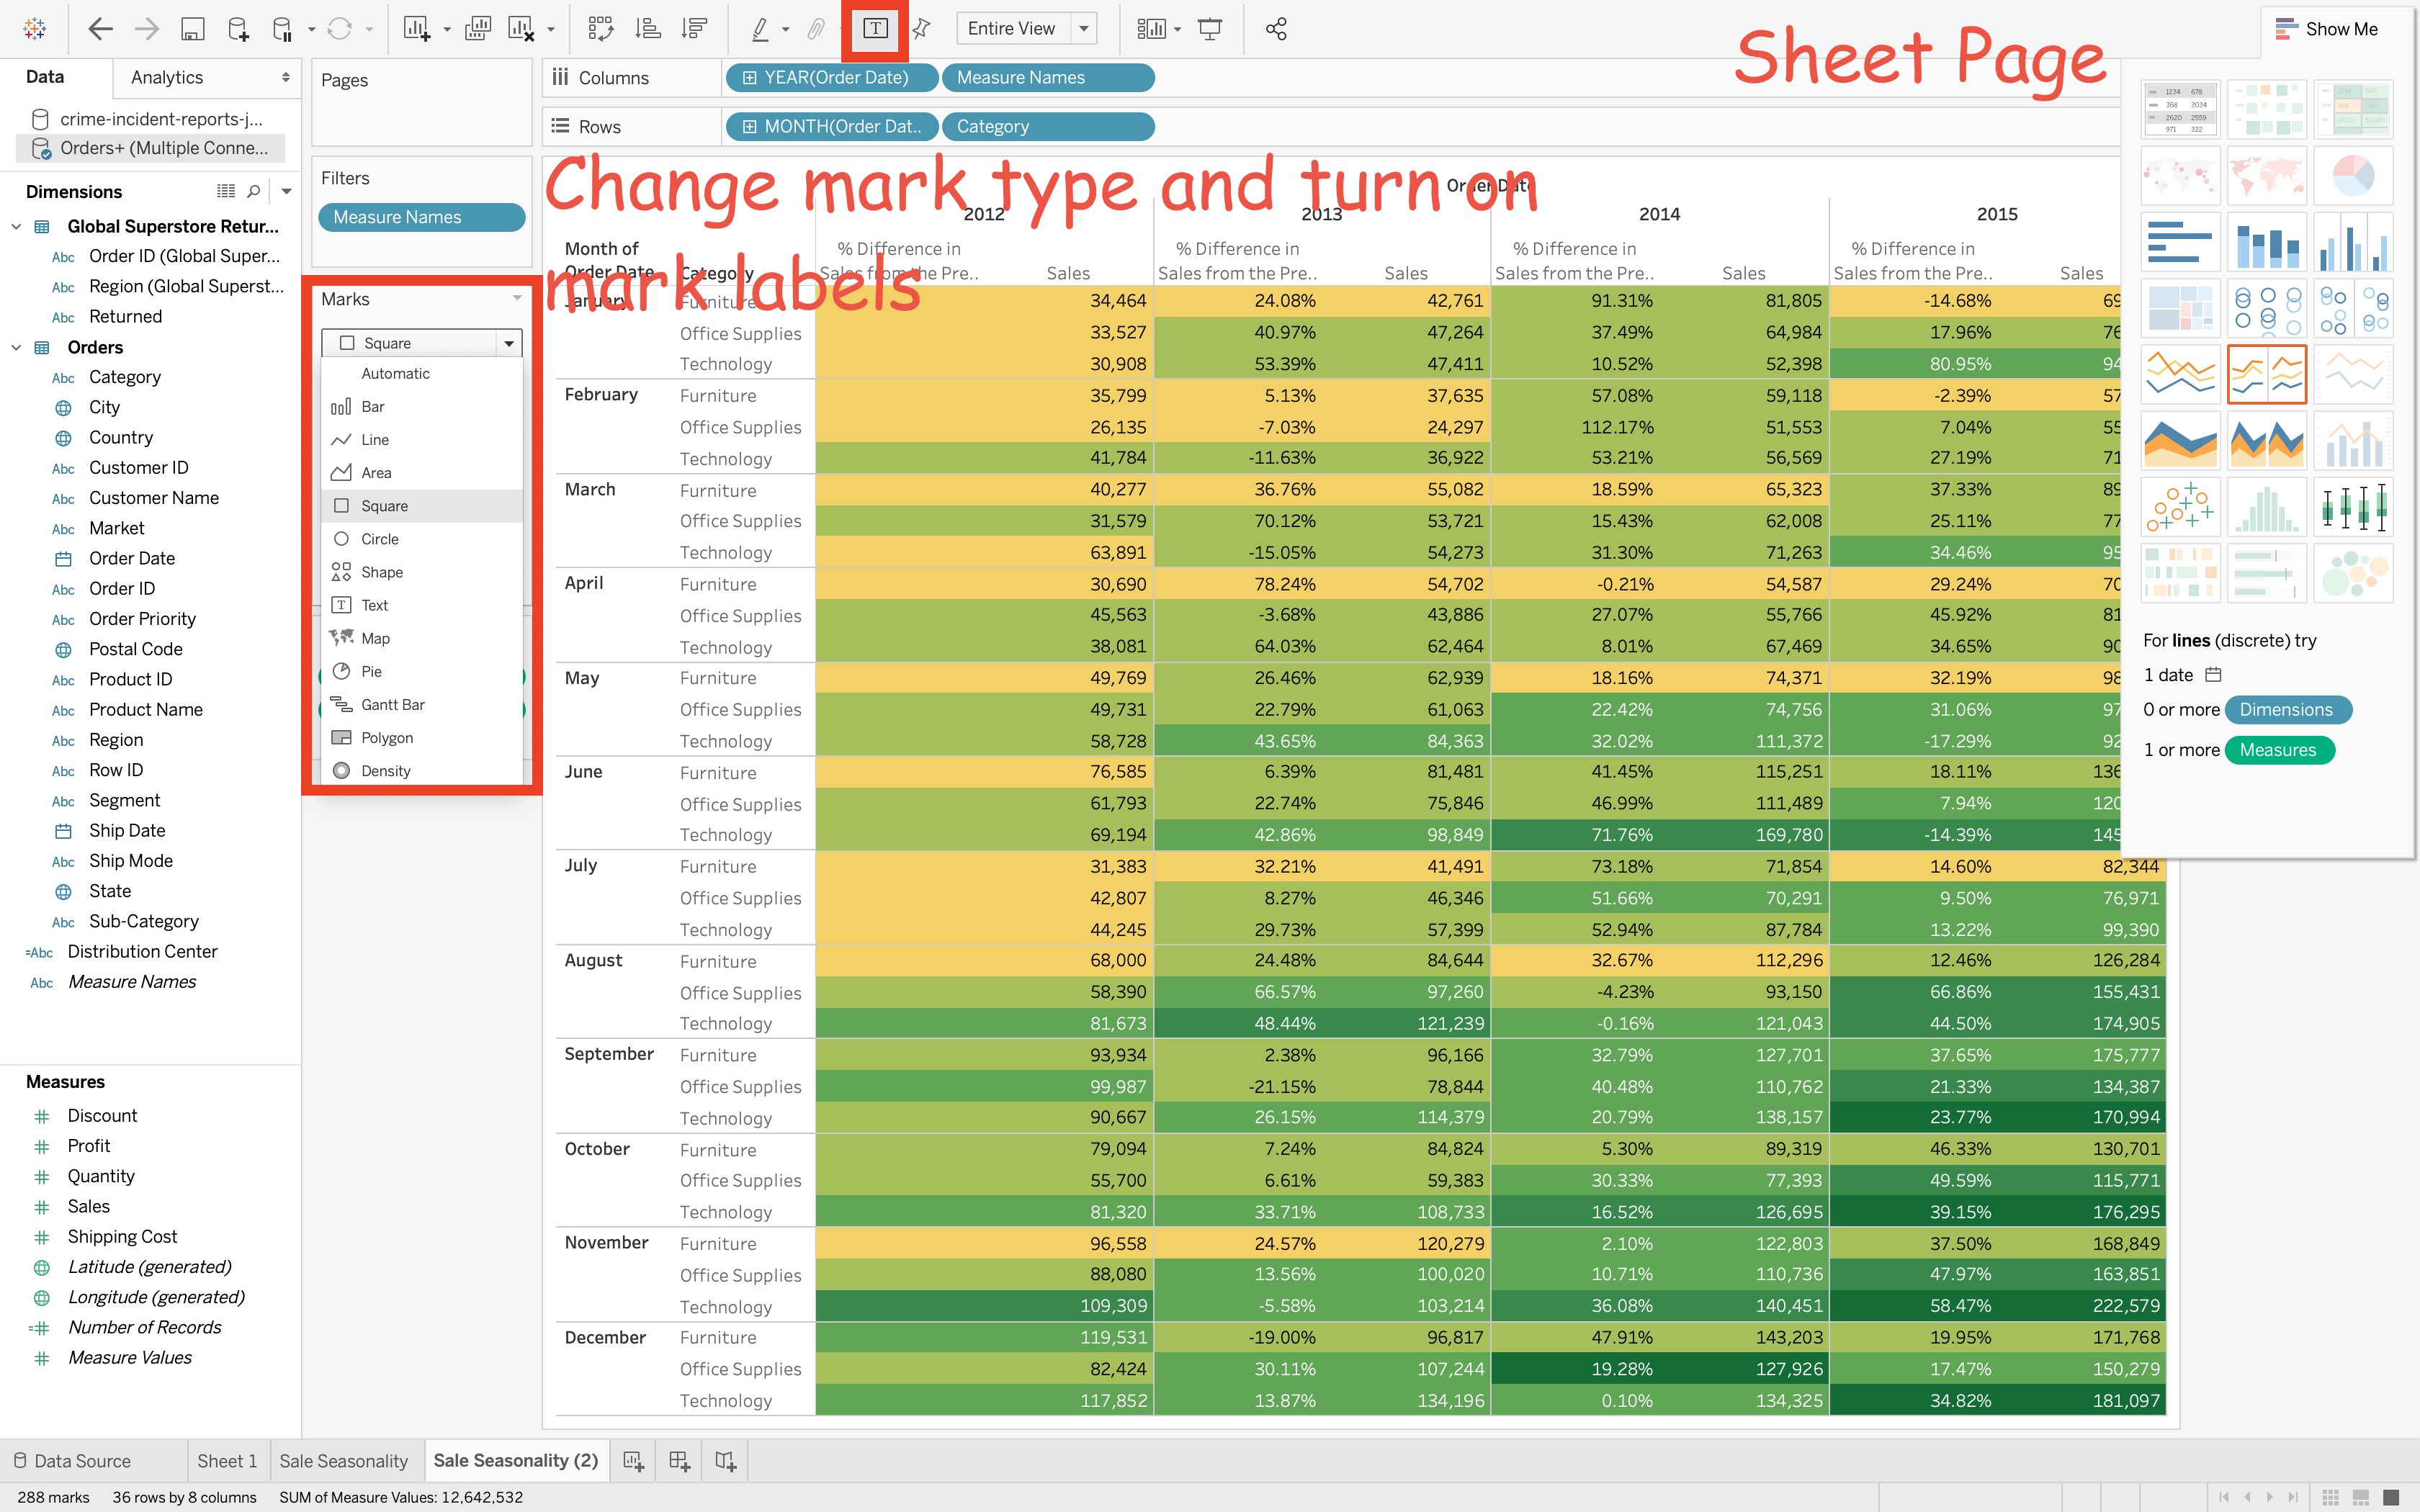 Entire View
Show Me
Sheet Page
Data
Analytics
Pages
Columns
YEAR(Order Date)
Measure Names
Rows
MONTH(Order Dat..
Category
crime-incident-reports-j...
Orders+ (Multiple Conne...
Filters
Measure Names
Change mark type and turn on
mark labels
Dimensions
Global Superstore Retur...
Abc Order ID (Global Super...
Abc Region (Global Superst...
Abc Returned
Orders
Abc Category
City
Country
Abc Customer ID
Abc Customer Name
Abc Market
Order Date
Abc Order ID
Abc Order Priority
Postal Code
Abc Product ID
Abc Product Name
Abc Region
Abc Row ID
Abc Segment
Ship Date
Abc Ship Mode
State
Abc Sub-Category
=Abc Distribution Center
Abc Measure Names
Measures
# Discount
# Profit
# Quantity
# Sales
# Shipping Cost
Latitude (generated)
Longitude (generated)
=# Number of Records
# Measure Values
Marks
Square
Automatic
Bar
Line
Area
Square
Circle
Shape
Text
Map
Pie
Gantt Bar
Polygon
Density
Order Date
2012 2013 2014 2015
Month of
Order Date Category
% Difference in
Sales from the Pre.. Sales
% Difference in
Sales from the Pre.. Sales
% Difference in
Sales from the Pre.. Sales
% Difference in
Sales from the Pre.. Sales
January Furniture 34,464 24.08% 42,761 91.31% 81,805 -14.68% 69
Office Supplies 33,527 40.97% 47,264 37.49% 64,984 17.96% 76
Technology 30,908 53.39% 47,411 10.52% 52,398 80.95% 94
February Furniture 35,799 5.13% 37,635 57.08% 59,118 -2.39% 57
Office Supplies 26,135 -7.03% 24,297 112.17% 51,553 7.04% 55
Technology 41,784 -11.63% 36,922 53.21% 56,569 27.19% 71
March Furniture 40,277 36.76% 55,082 18.59% 65,323 37.33% 89
Office Supplies 31,579 70.12% 53,721 15.43% 62,008 25.11% 77
Technology 63,891 -15.05% 54,273 31.30% 71,263 34.46% 95
April Furniture 30,690 78.24% 54,702 -0.21% 54,587 29.24% 70
Office Supplies 45,563 -3.68% 43,886 27.07% 55,766 45.92% 81
Technology 38,081 64.03% 62,464 8.01% 67,469 34.65% 90
May Furniture 49,769 26.46% 62,939 18.16% 74,371 32.19% 98
Office Supplies 49,731 22.79% 61,063 22.42% 74,756 31.06% 97
Technology 58,728 43.65% 84,363 32.02% 111,372 -17.29% 92
June Furniture 76,585 6.39% 81,481 41.45% 115,251 18.11% 136
Office Supplies 61,793 22.74% 75,846 46.99% 111,489 7.94% 120
Technology 69,194 42.86% 98,849 71.76% 169,780 -14.39% 145
July Furniture 31,383 32.21% 41,491 73.18% 71,854 14.60% 82,344
Office Supplies 42,807 8.27% 46,346 51.66% 70,291 9.50% 76,971
Technology 44,245 29.73% 57,399 52.94% 87,784 13.22% 99,390
August Furniture 68,000 24.48% 84,644 32.67% 112,296 12.46% 126,284
Office Supplies 58,390 66.57% 97,260 -4.23% 93,150 66.86% 155,431
Technology 81,673 48.44% 121,239 -0.16% 121,043 44.50% 174,905
September Furniture 93,934 2.38% 96,166 32.79% 127,701 37.65% 175,777
Office Supplies 99,987 -21.15% 78,844 40.48% 110,762 21.33% 134,387
Technology 90,667 26.15% 114,379 20.79% 138,157 23.77% 170,994
October Furniture 79,094 7.24% 84,824 5.30% 89,319 46.33% 130,701
Office Supplies 55,700 6.61% 59,383 30.33% 77,393 49.59% 115,771
Technology 81,320 33.71% 108,733 16.52% 126,695 39.15% 176,295
November Furniture 96,558 24.57% 120,279 2.10% 122,803 37.50% 168,849
Office Supplies 88,080 13.56% 100,020 10.71% 110,736 47.97% 163,851
Technology 109,309 -5.58% 103,214 36.08% 140,451 58.47% 222,579
December Furniture 119,531 -19.00% 96,817 47.91% 143,203 19.95% 171,768
Office Supplies 82,424 30.11% 107,244 19.28% 127,926 17.47% 150,279
Technology 117,852 13.87% 134,196 0.10% 134,325 34.82% 181,097
1234 678
368 3034
2620 2559
971 322
For lines (discrete) try
1 date
0 or more Dimensions
1 or more Measures
Data Source
Sheet 1
Sale Seasonality
Sale Seasonality (2)
288 marks 36 rows by 8 columns SUM of Measure Values: 12,642,532